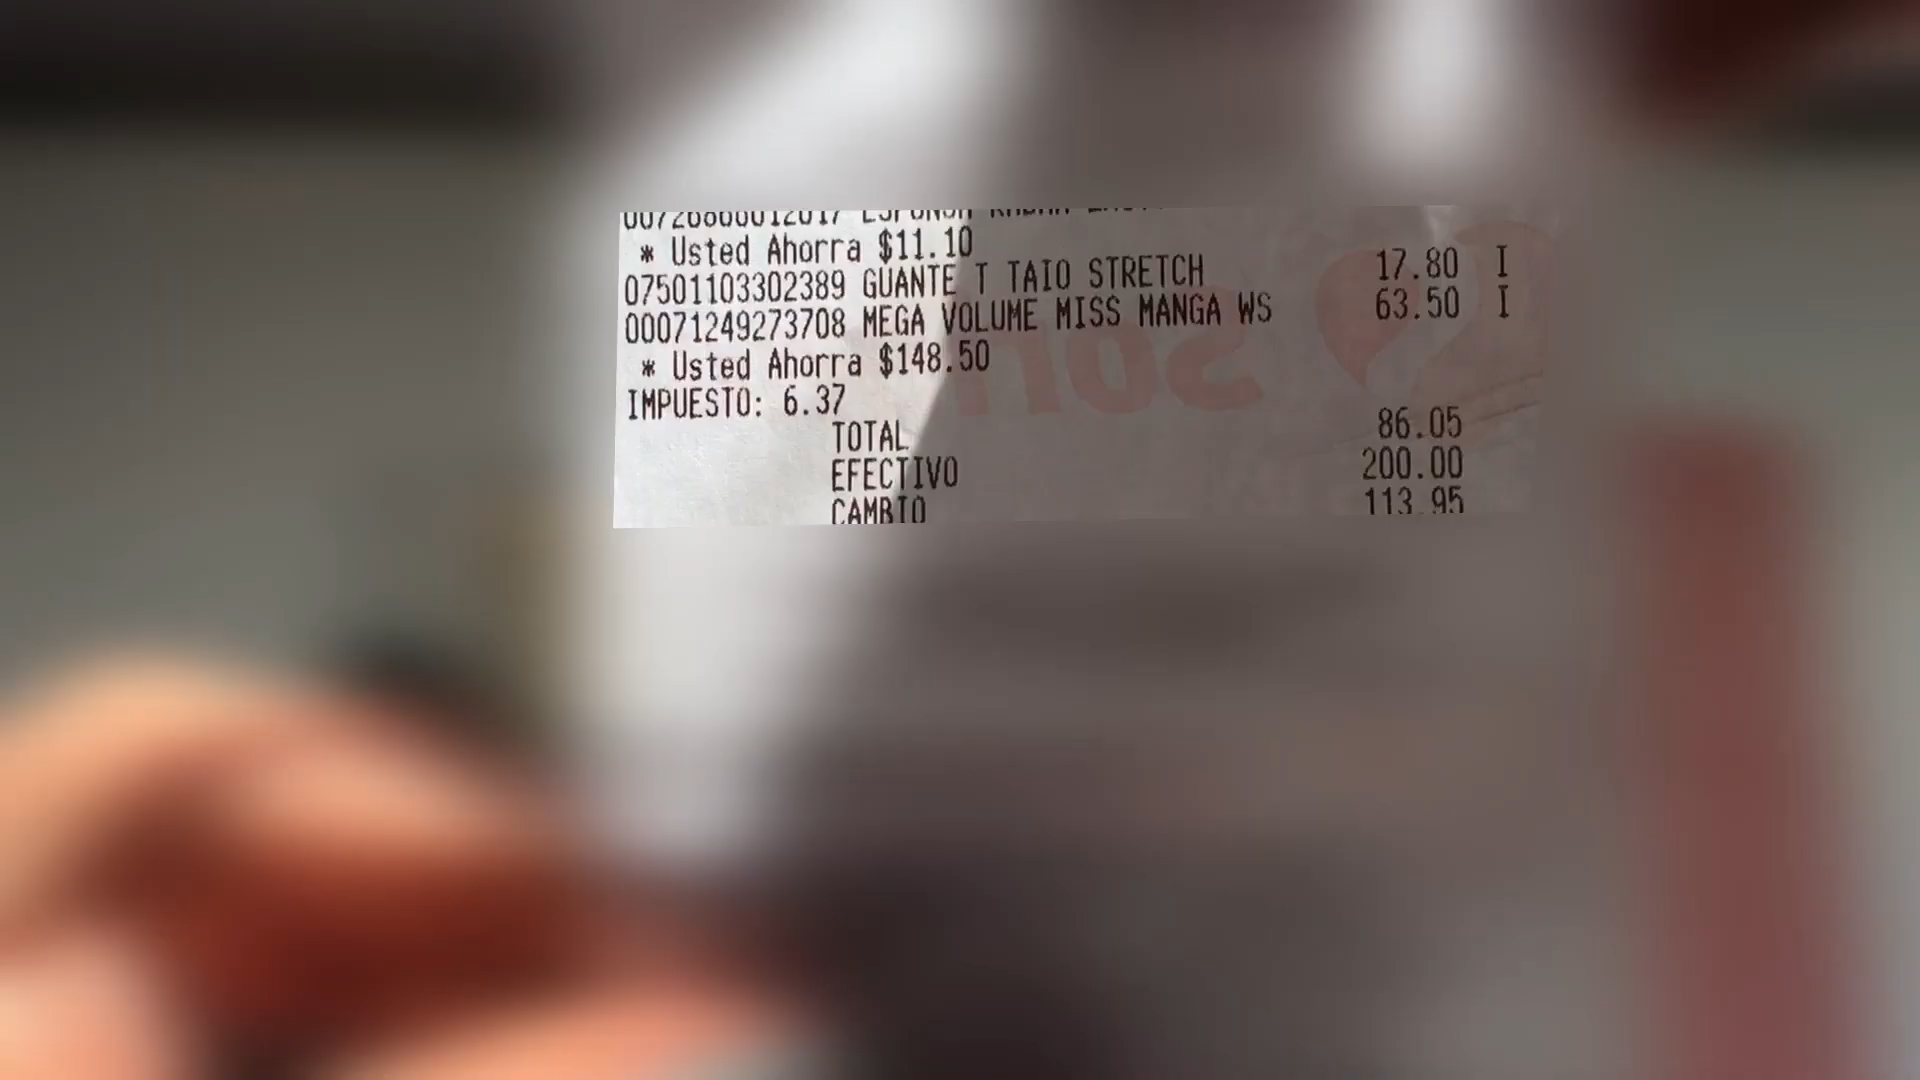 * Usted Ahorra $11.10
07501103302389 GUANTE T TAIO STRETCH 17.80 I
00071249273708 MEGA VOLUME MISS MANGA WS 63.50 I
* Usted Ahorra $148.50
IMPUESTO: 6.37
TOTAL 86.05
EFECTIVO 200.00
CAMBIO 113.95